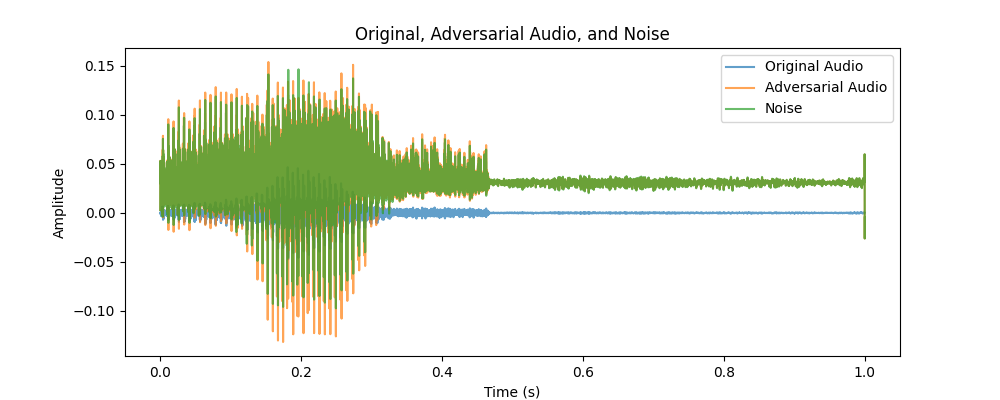 Original, Adversarial Audio, and Noise
0.15
0.10
0.05
0.00
−0.05
−0.10
Amplitude
Original Audio
Adversarial Audio
Noise
0.0 0.2 0.4 0.6 0.8 1.0
Time (s)